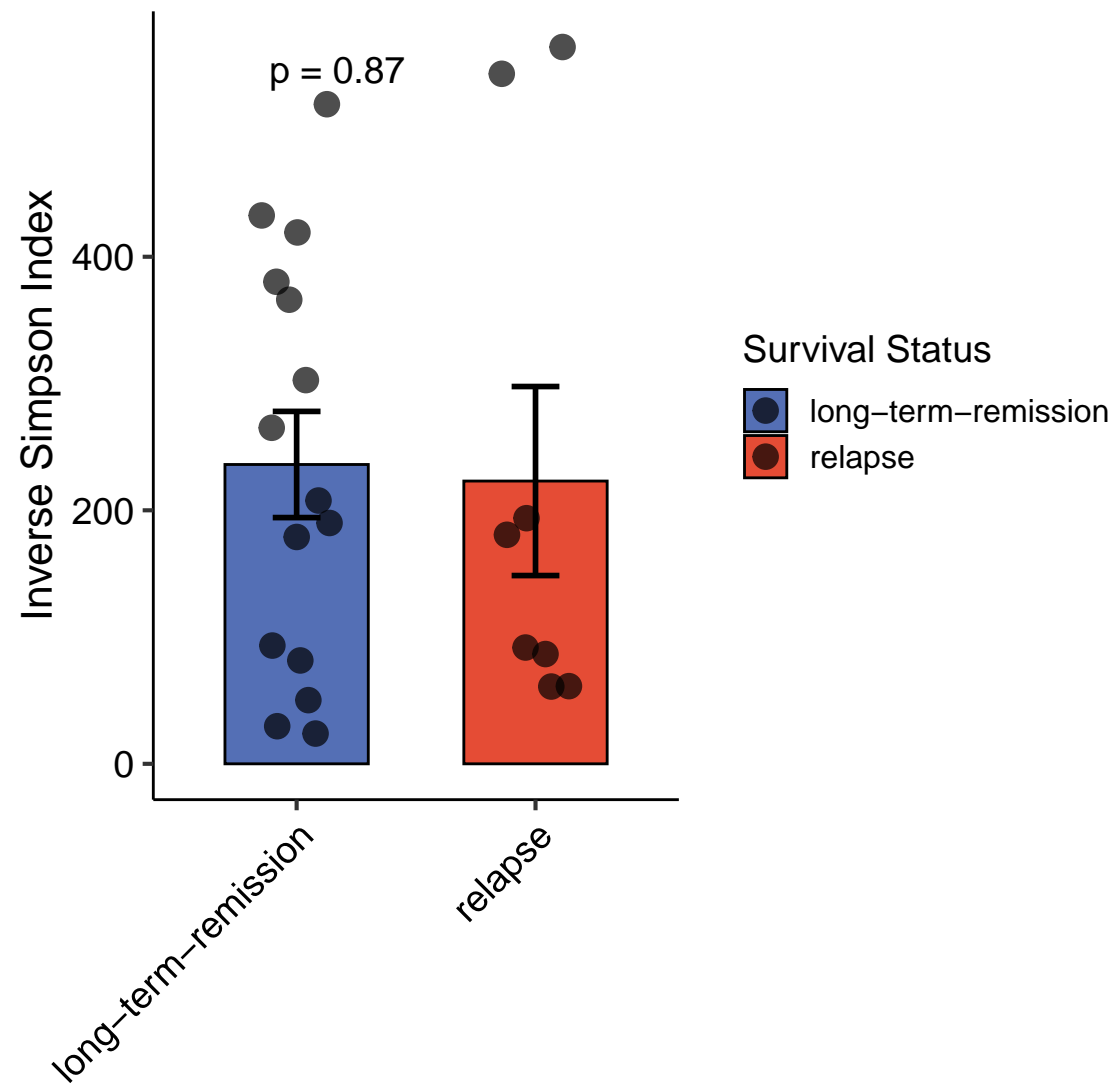 p = 0.87
Inverse Simpson Index
400
200
0
long−term−remission
relapse
Survival Status
long−term−remission
relapse